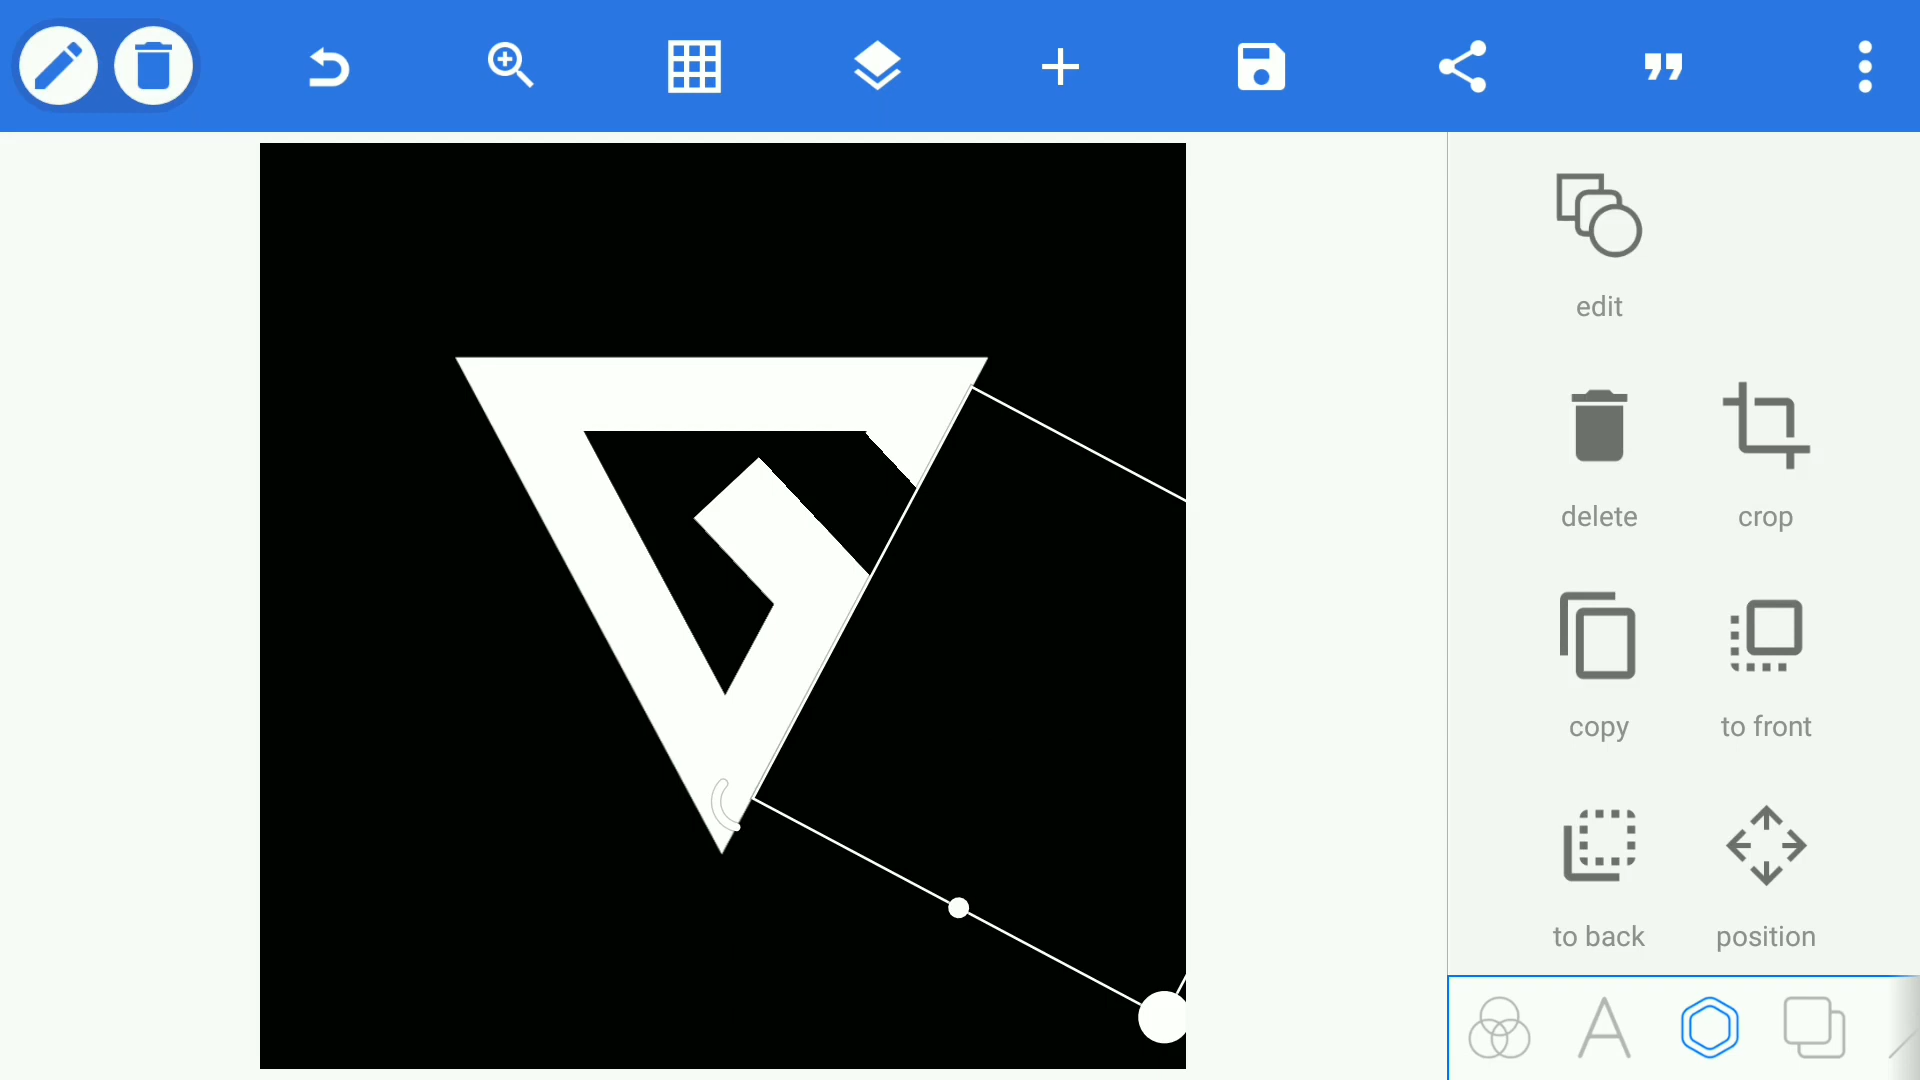 edit
delete
crop
copy
to front
to back
position